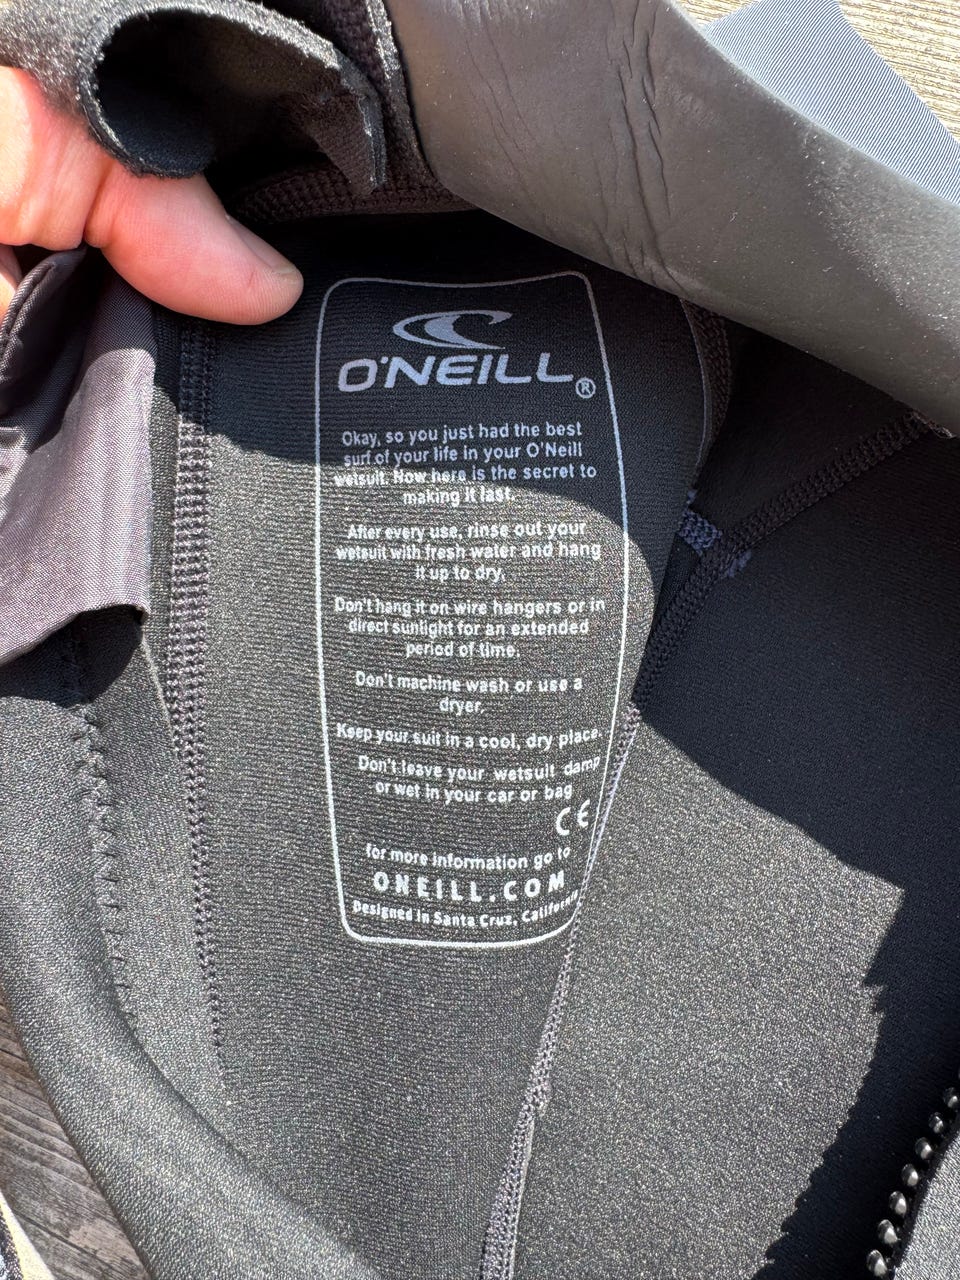 O'NEILL®
Okay, so you just had the best
surf of your life in your O'Neill
wetsuit. Now here is the secret to
making it last.
After every use, rinse out your
wetsuit with fresh water and hang
it up to dry.
Don't hang it on wire hangers or in
direct sunlight for an extended
period of time.
Don't machine wash or use a
dryer.
Keep your suit in a cool, dry place.
Don't leave your wetsuit damp
or wet in your car or bag
CE
for more information go to
ONEILL.COM
Designed in Santa Cruz, California